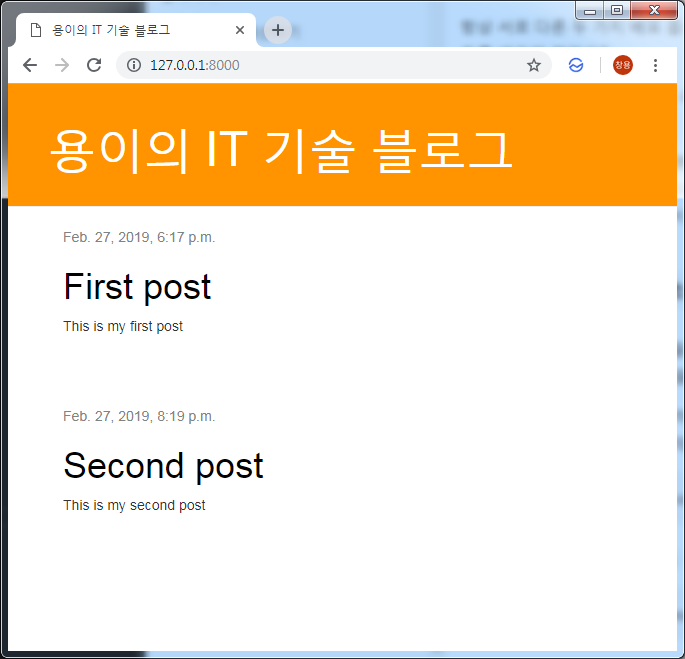 용이의 IT 기술 블로그
127.0.0.1:8000
창용
용이의 IT 기술 블로그
Feb. 27, 2019, 6:17 p.m.
First post
This is my first post
Feb. 27, 2019, 8:19 p.m.
Second post
This is my second post